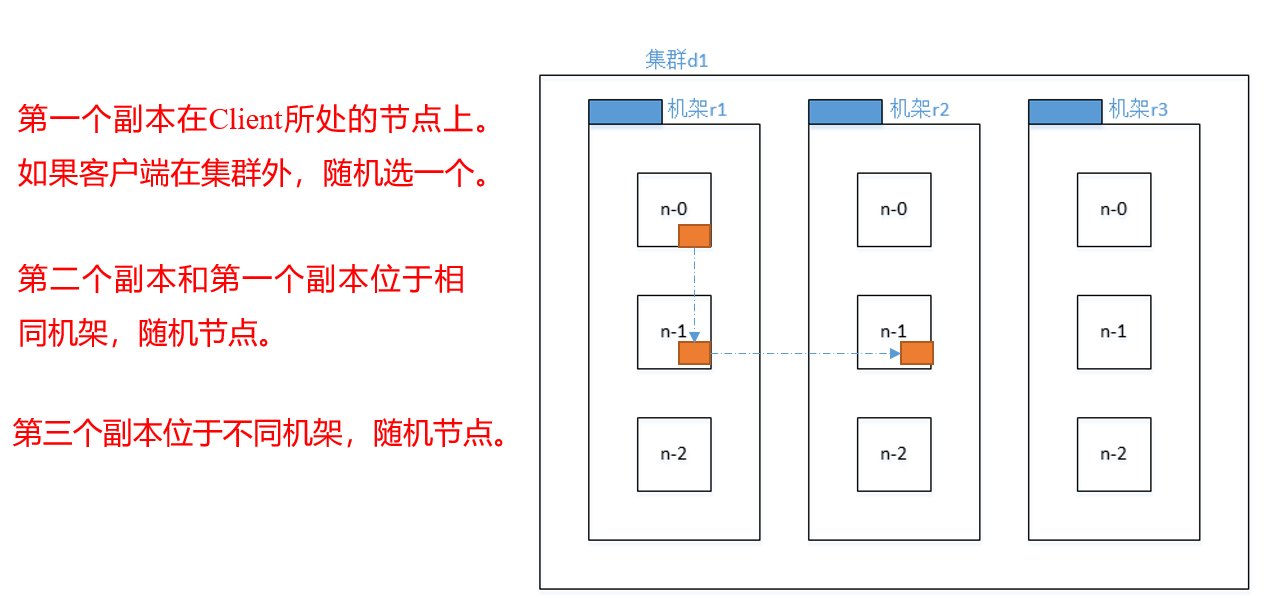 第一个副本在Client所处的节点上。
如果客户端在集群外，随机选一个。
第二个副本和第一个副本位于相
同机架，随机节点。
第三个副本位于不同机架，随机节点。
集群d1
机架r1
机架r2
机架r3
n-0
n-0
n-0
n-1
n-1
n-1
n-2
n-2
n-2